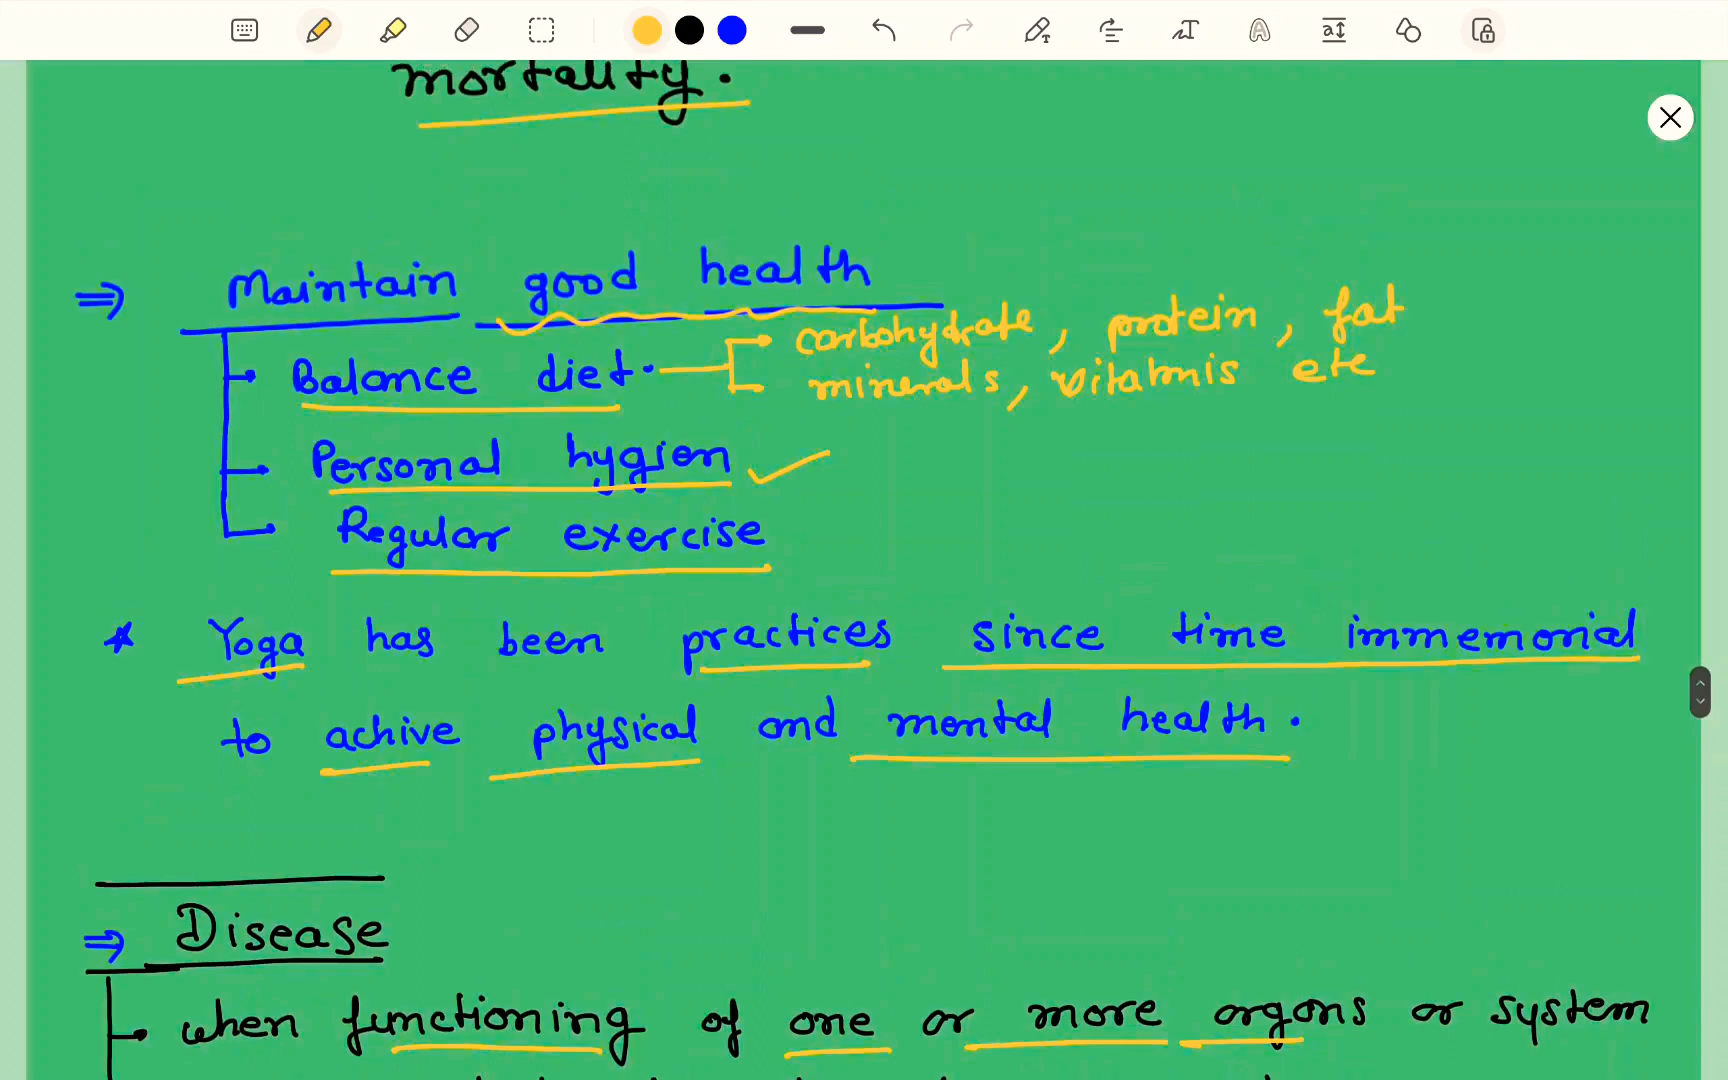 mortality.
⇒ Maintain good health
Balance diet. carbohydrate, protein, fat
minerals, vitamnis etc
Personal hygien ✓
Regular exercise
* Yoga has been practices since time immemorial
to achive physical and mental health.
⇒ Disease
when functioning of one or more organs or system